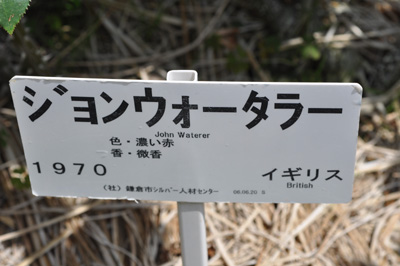 ジョンウォータラー
John Waterer
色・濃い赤
香・微香
1970
イギリス
British
（社）鎌倉市シルバー人材センター